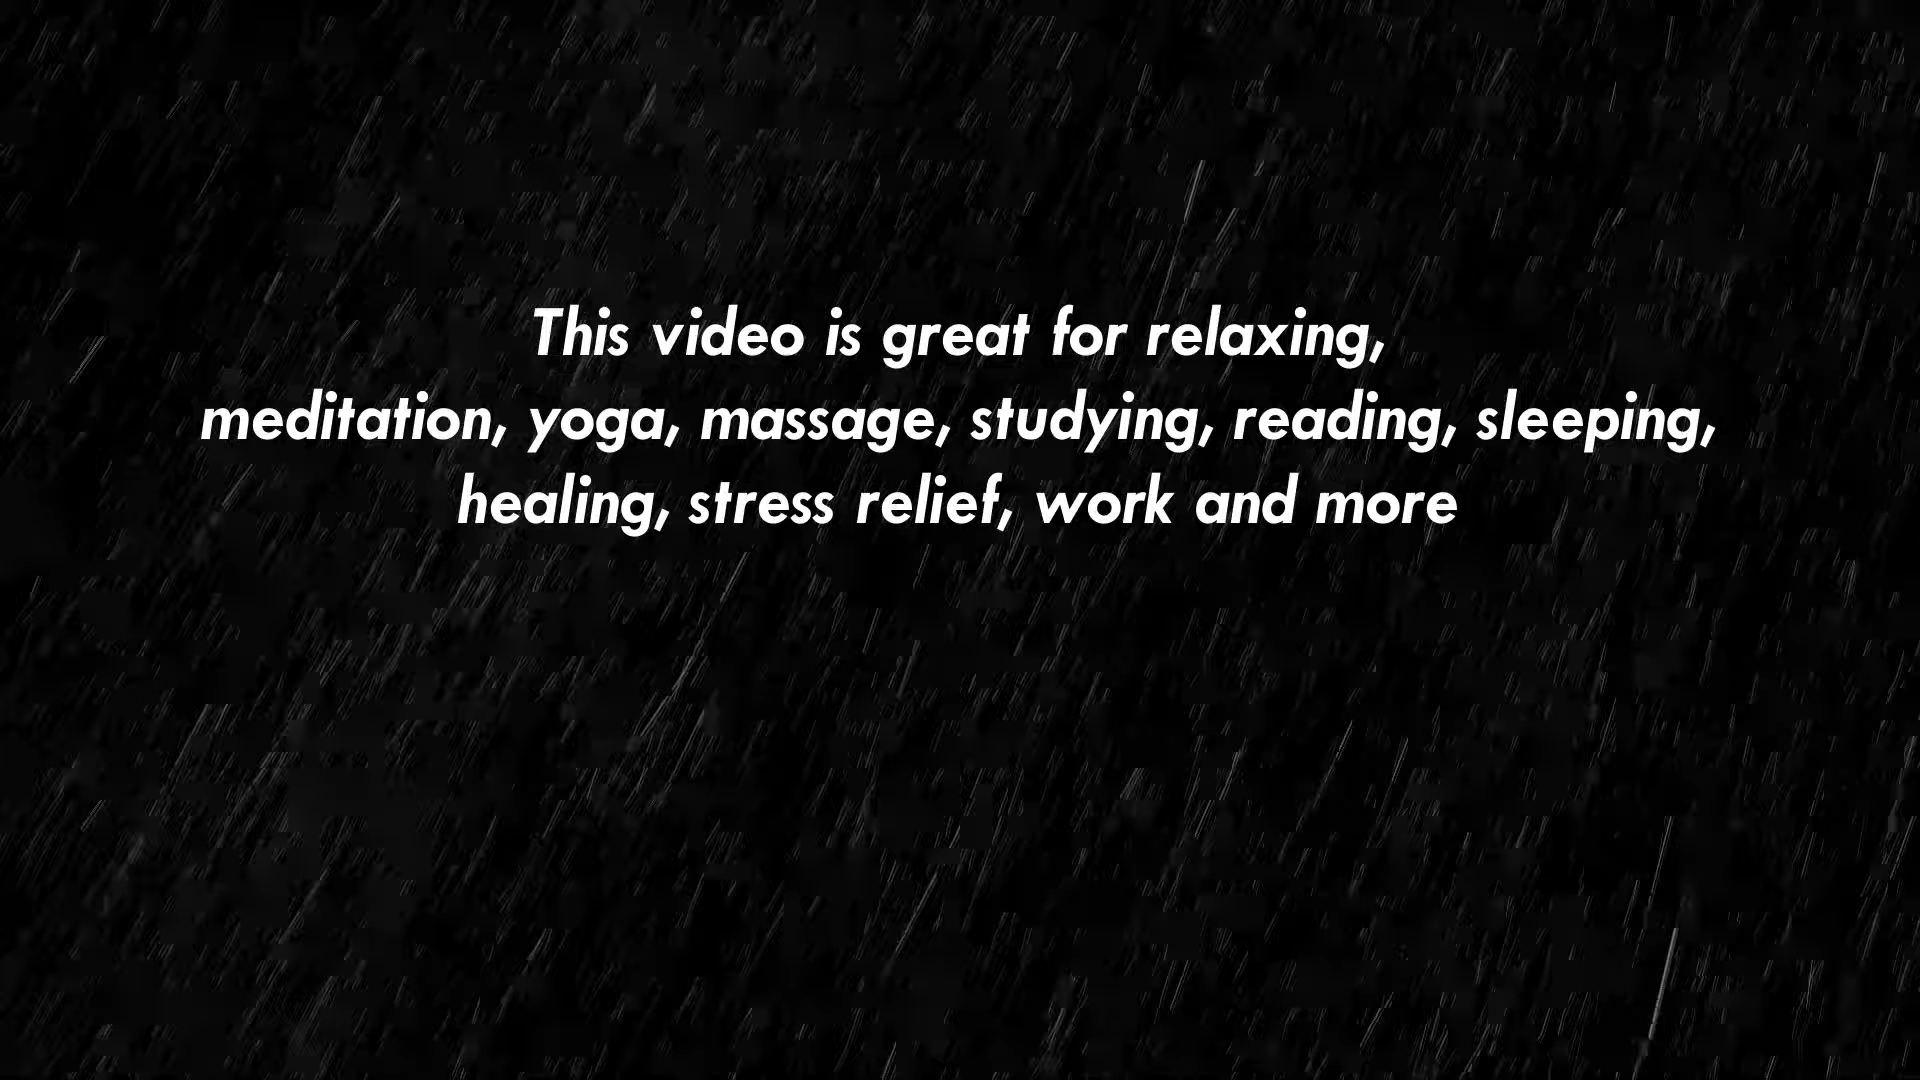 This video is great for relaxing,
meditation, yoga, massage, studying, reading, sleeping,
healing, stress relief, work and more